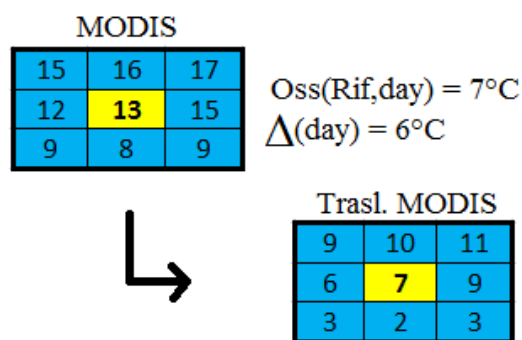 MODIS
15 16 17
12 13 15
9 8 9
Oss(Rif,day) = 7°C
Δ(day) = 6°C
Trasl. MODIS
9 10 11
6 7 9
3 2 3